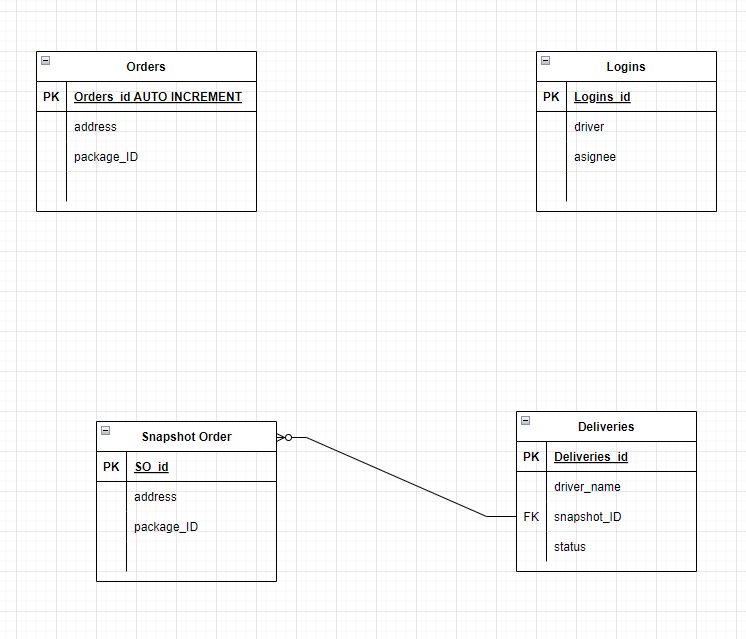 Orders
PK Orders_id AUTO INCREMENT
address
package_ID
Logins
PK Logins_id
driver
asignee
Snapshot Order
PK SO_id
address
package_ID
Deliveries
PK Deliveries_id
driver_name
FK snapshot_ID
status